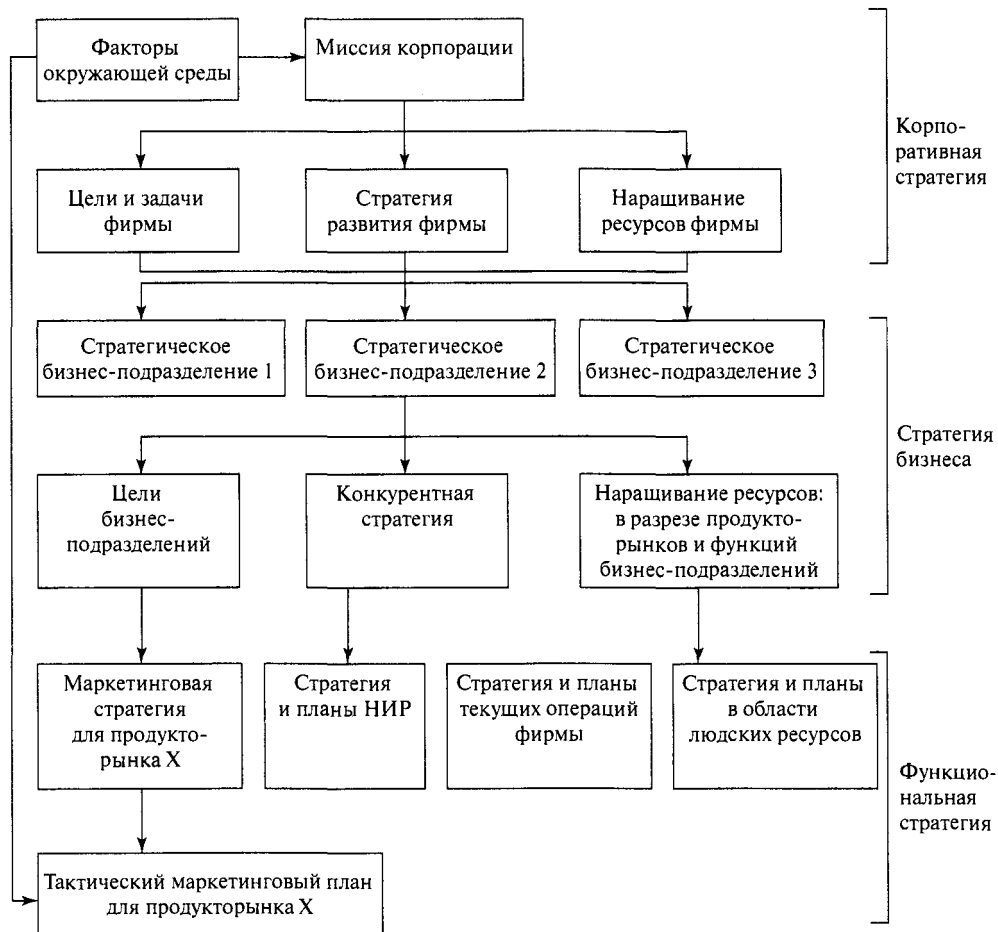 Факторы
окружающей среды
Миссия корпорации
Корпо-
ративная
стратегия
Цели и задачи
фирмы
Стратегия
развития фирмы
Наращивание
ресурсов фирмы
Стратегическое
бизнес-подразделение 1
Стратегическое
бизнес-подразделение 2
Стратегическое
бизнес-подразделение 3
Стратегия
бизнеса
Цели
бизнес-
подразделений
Конкурентная
стратегия
Наращивание ресурсов:
в разрезе продукто-
рынков и функций
бизнес-подразделений
Маркетинговая
стратегия
для продукто-
рынка X
Стратегия
и планы НИР
Стратегия и планы
текущих операций
фирмы
Стратегия и планы
в области
людских ресурсов
Функцио-
нальная
стратегия
Тактический маркетинговый план
для продукторынка X